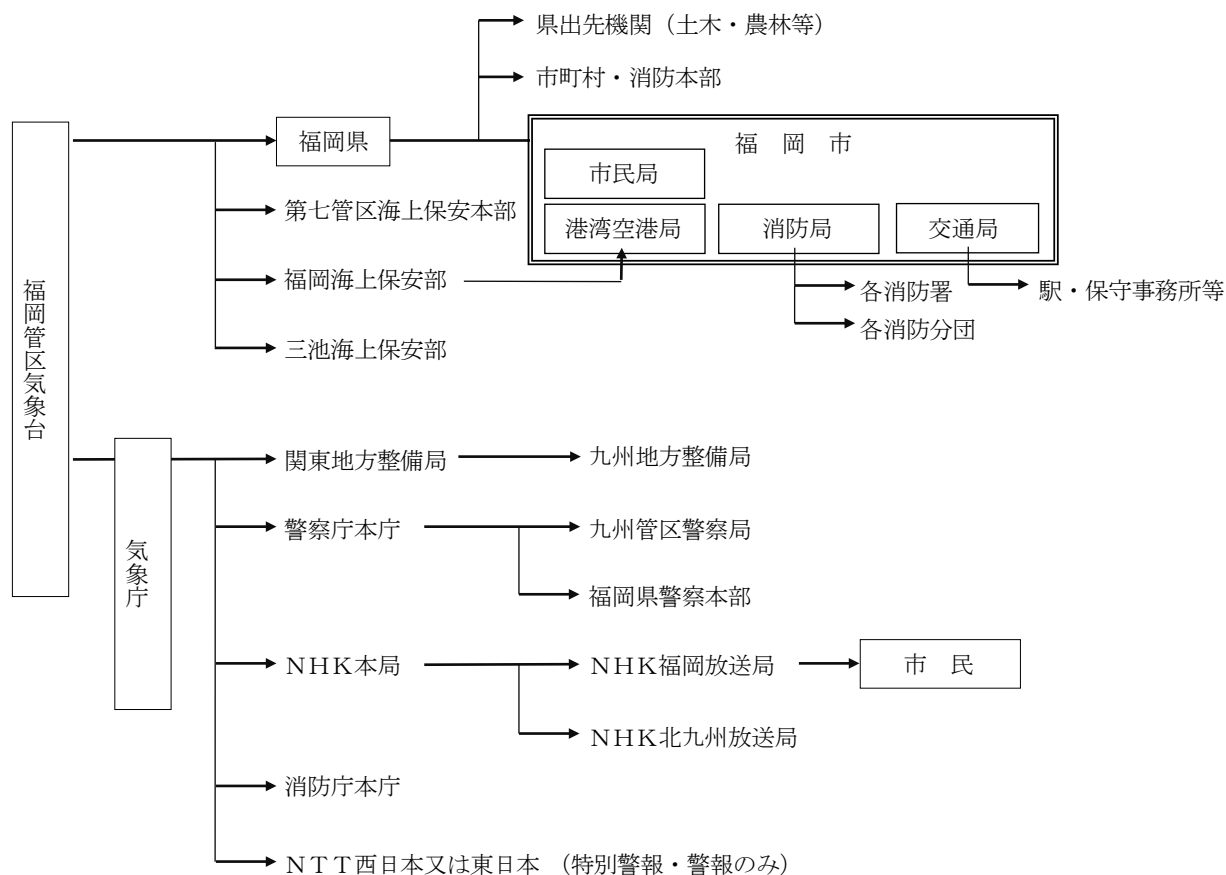 県出先機関（土木・農林等）
市町村・消防本部
福岡県
福　岡　市
市民局
港湾空港局
消防局
交通局
第七管区海上保安本部
福岡海上保安部
各消防署
駅・保守事務所等
各消防分団
三池海上保安部
福岡管区気象台
気象庁
関東地方整備局
九州地方整備局
警察庁本庁
九州管区警察局
福岡県警察本部
ＮＨＫ本局
ＮＨＫ福岡放送局
市　民
ＮＨＫ北九州放送局
消防庁本庁
ＮＴＴ西日本又は東日本　（特別警報・警報のみ）